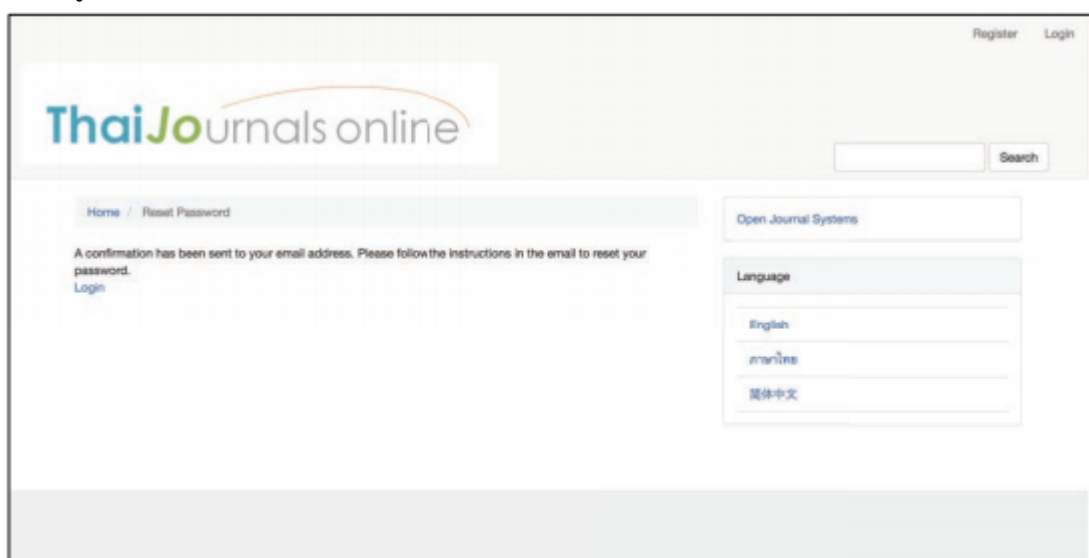 Register Login
ThaiJournals online
Search
Home / Reset Password
A confirmation has been sent to your email address. Please follow the instructions in the email to reset your
password.
Login
Open Journal Systems
Language
English
ภาษาไทย
简体中文